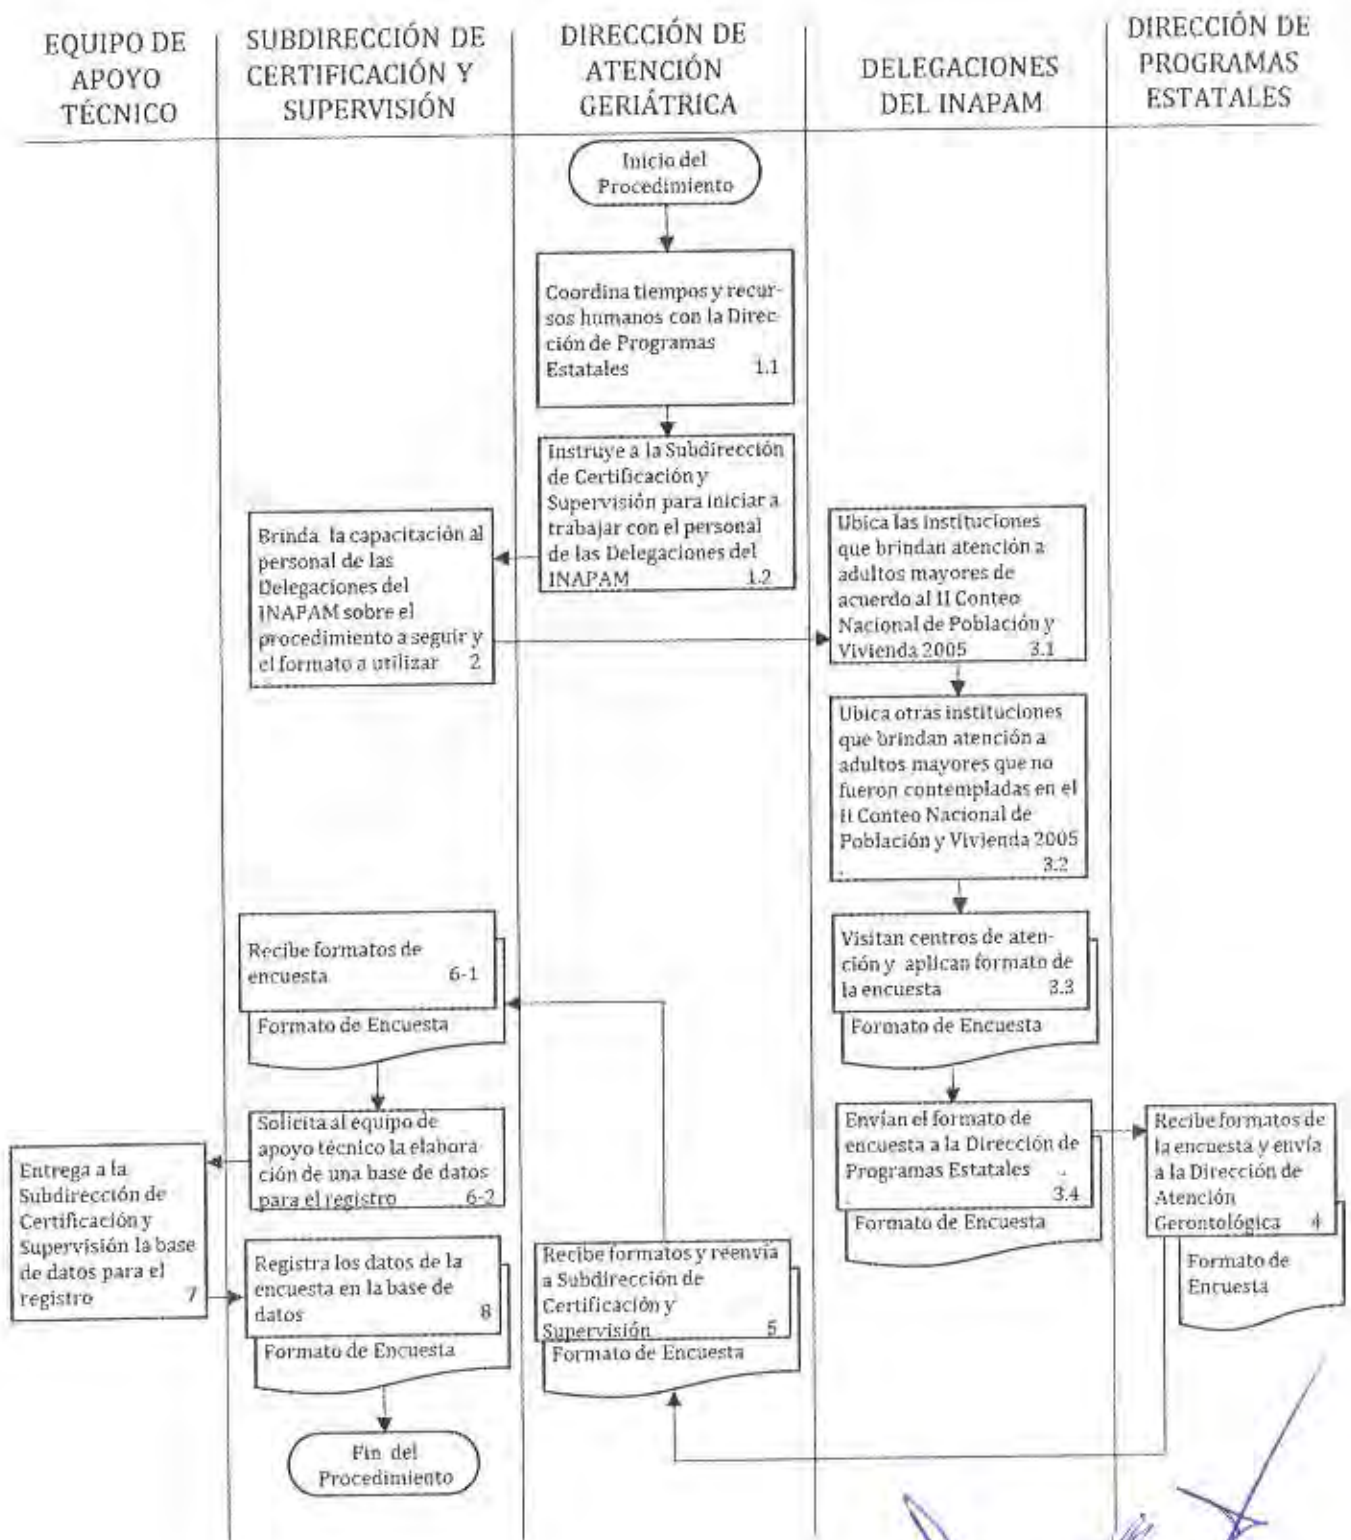 EQUIPO DE
APOYO
TÉCNICO
SUBDIRECCIÓN DE
CERTIFICACIÓN Y
SUPERVISIÓN
DIRECCIÓN DE
ATENCIÓN
GERIÁTRICA
DELEGACIONES
DEL INAPAM
DIRECCIÓN DE
PROGRAMAS
ESTATALES
Inicio del
Procedimiento
Coordina tiempos y recur-
sos humanos con la Direc-
ción de Programas
Estatales 1.1
Instruye a la Subdirección
de Certificación y
Supervisión para iniciar a
trabajar con el personal
de las Delegaciones del
INAPAM 1.2
Brinda la capacitación al
personal de las
Delegaciones del
INAPAM sobre el
procedimiento a seguir y
el formato a utilizar 2
Ubica las instituciones
que brindan atención a
adultos mayores de
acuerdo al II Conteo
Nacional de Población y
Vivienda 2005 3.1
Ubica otras instituciones
que brindan atención a
adultos mayores que no
fueron contempladas en el
II Conteo Nacional de
Población y Vivienda 2005
3.2
Visitan centros de aten-
ción y aplican formato de
la encuesta 3.3
Formato de Encuesta
Envían el formato de
encuesta a la Dirección de
Programas Estatales
3.4
Formato de Encuesta
Recibe formatos de
la encuesta y envía
a la Dirección de
Atención
Gerontológica 4
Formato de
Encuesta
Recibe formatos y reenvía
a Subdirección de
Certificación y
Supervisión 5
Formato de Encuesta
Recibe formatos de
encuesta 6-1
Formato de Encuesta
Solicita al equipo de
apoyo técnico la elabora-
ción de una base de datos
para el registro 6-2
Entrega a la
Subdirección de
Certificación y
Supervisión la base
de datos para el
registro 7
Registra los datos de la
encuesta en la base de
datos 8
Formato de Encuesta
Fin del
Procedimiento